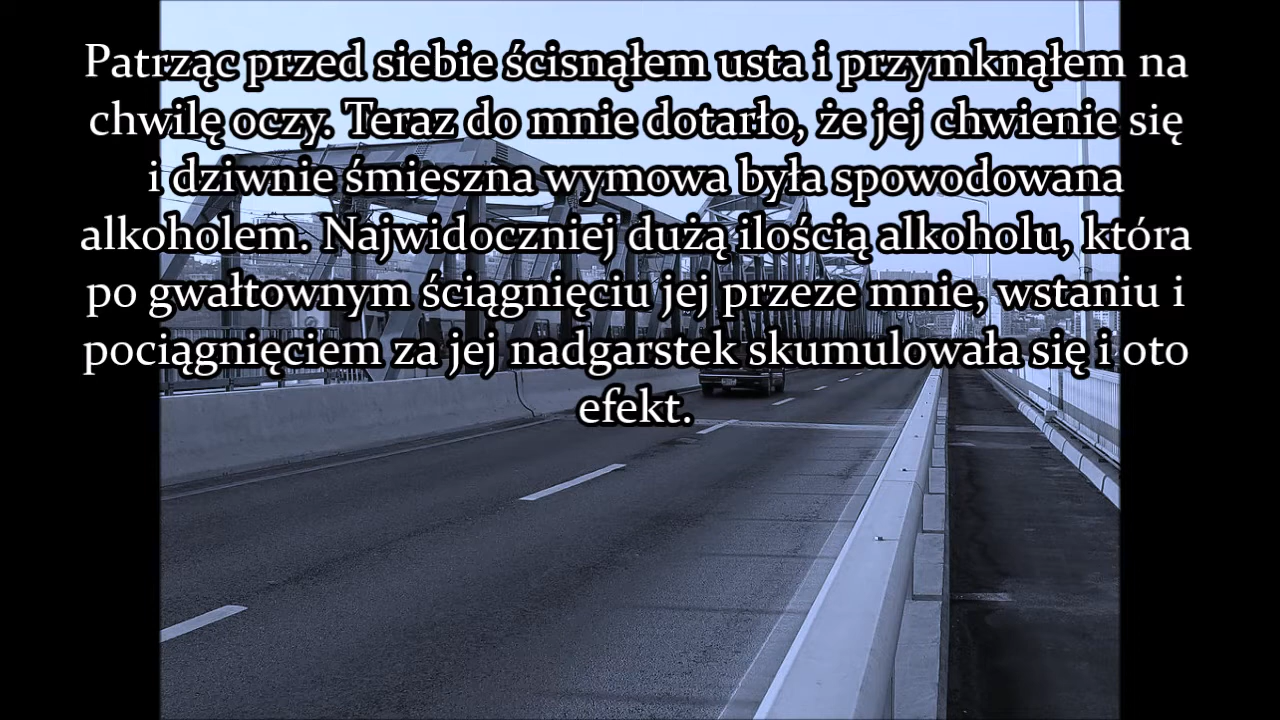 Patrząc przed siebie ścisnąłem usta i przymknąłem na
chwilę oczy. Teraz do mnie dotarło, że jej chwienie się
i dziwnie śmieszna wymowa była spowodowana
alkoholem. Najwidoczniej dużą ilością alkoholu, która
po gwałtownym ściągnięciu jej przeze mnie, wstaniu i
pociągnięciem za jej nadgarstek skumulowała się i oto
efekt.